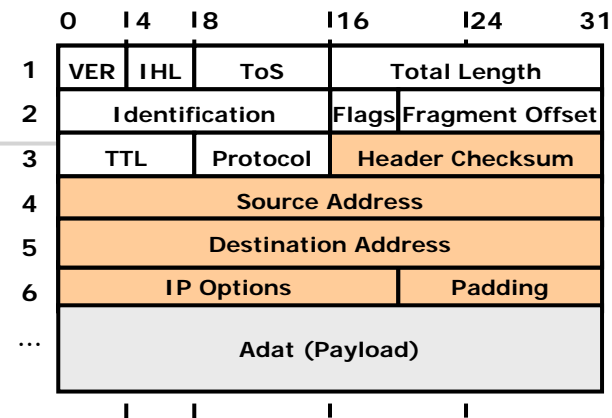 0 4 8 16 24 31
1 VER IHL ToS Total Length
2 Identification Flags Fragment Offset
3 TTL Protocol Header Checksum
4 Source Address
5 Destination Address
6 IP Options Padding
... Adat (Payload)